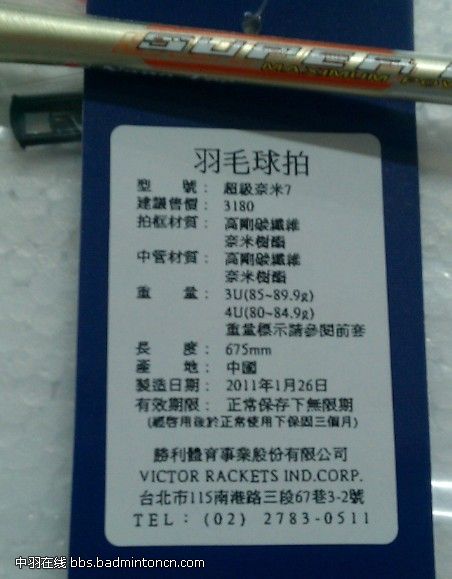 SUPER
MAXIMUM POW
羽毛球拍
型 號： 超級奈米7
建議售價： 3180
拍框材質： 高剛碳纖維
奈米樹酯
中管材質： 高剛碳纖維
奈米樹酯
重 量： 3U(85~89.9g)
4U(80~84.9g)
重量標示請參閱前套
長 度： 675mm
產 地： 中國
製造日期： 2011年1月26日
有效期限： 正常保存下無限期
(經啓用後於正常使用下保固三個月)
勝利體育事業股份有限公司
VICTOR RACKETS IND.CORP.
台北市115南港路三段67巷3-2號
TEL： (02) 2783-0511
中羽在线 bbs.badmintoncn.com